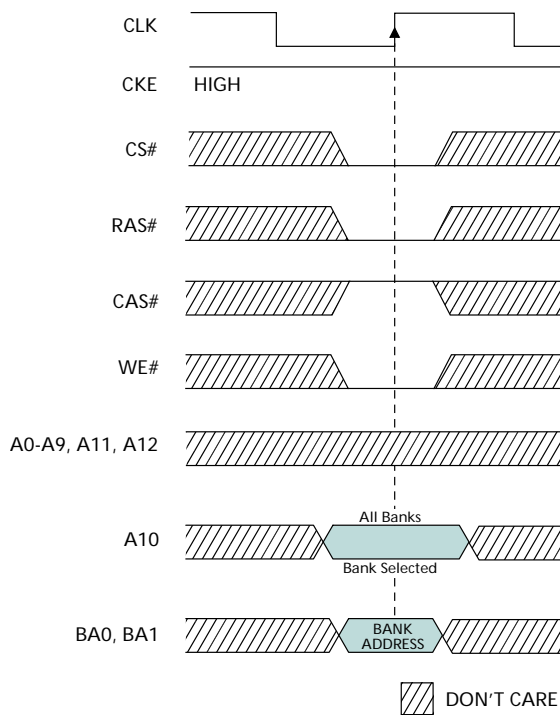 CLK
CKE HIGH
CS#
RAS#
CAS#
WE#
A0-A9, A11, A12
All Banks
A10
Bank Selected
BA0, BA1
BANK
ADDRESS
DON'T CARE